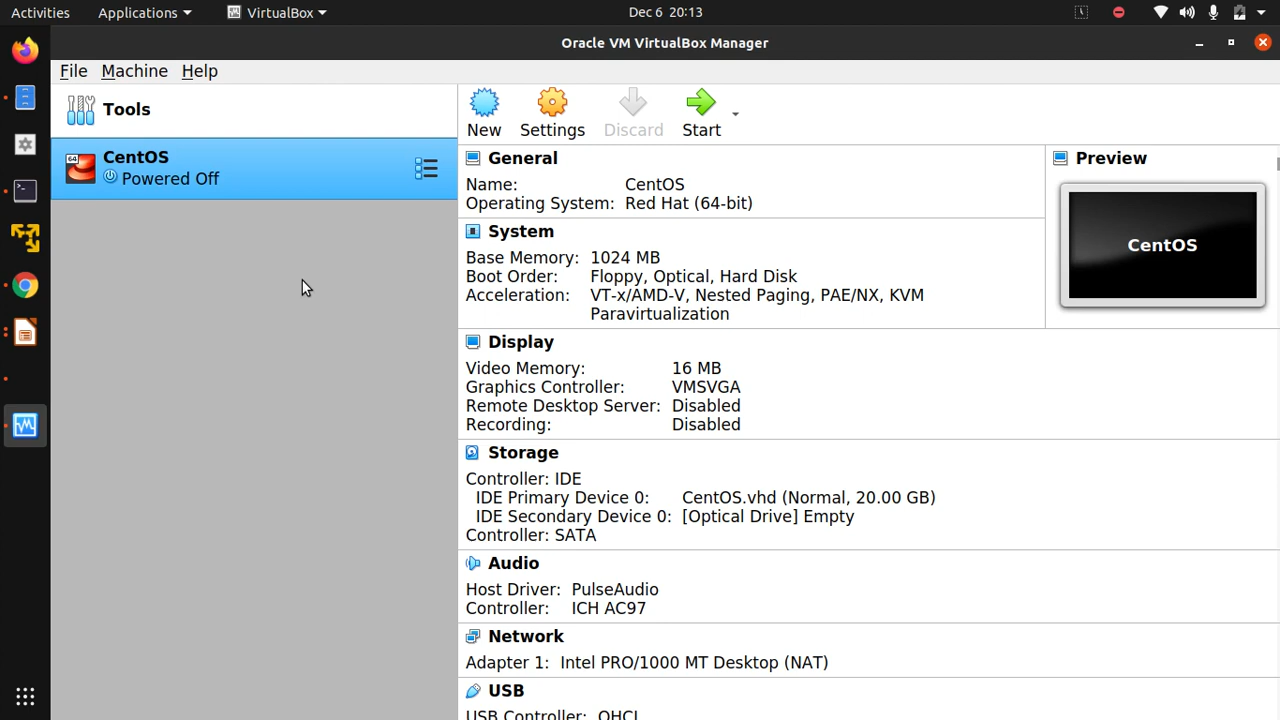 Activities Applications VirtualBox Dec 6 20:13
Oracle VM VirtualBox Manager
File Machine Help
Tools
New Settings Discard Start
64 CentOS
Powered Off
General
Name: CentOS
Operating System: Red Hat (64-bit)
Preview
CentOS
System
Base Memory: 1024 MB
Boot Order: Floppy, Optical, Hard Disk
Acceleration: VT-x/AMD-V, Nested Paging, PAE/NX, KVM
Paravirtualization
Display
Video Memory: 16 MB
Graphics Controller: VMSVGA
Remote Desktop Server: Disabled
Recording: Disabled
Storage
Controller: IDE
IDE Primary Device 0: CentOS.vhd (Normal, 20.00 GB)
IDE Secondary Device 0: [Optical Drive] Empty
Controller: SATA
Audio
Host Driver: PulseAudio
Controller: ICH AC97
Network
Adapter 1: Intel PRO/1000 MT Desktop (NAT)
USB
USB Controller: OHCI